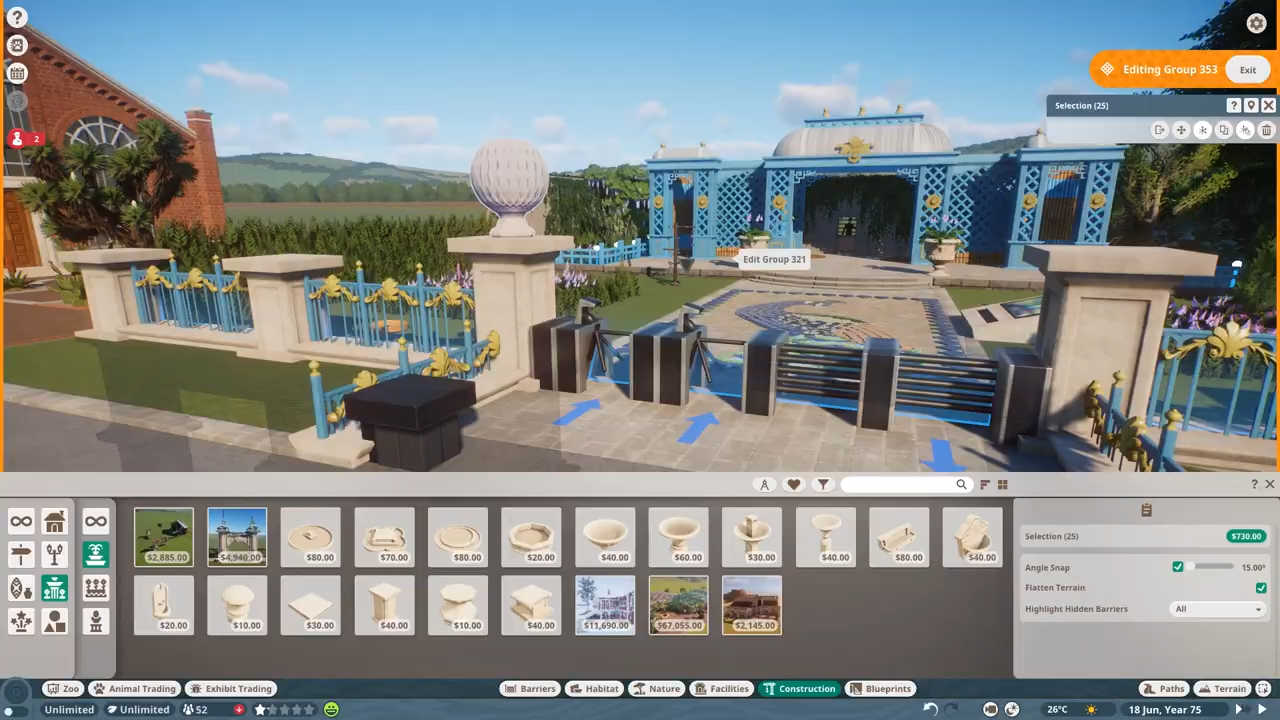 ?
Editing Group 353
Exit
Selection (25)
?
2
Edit Group 321
?
$2,885.00
$4,940.00
$80.00
$70.00
$80.00
$20.00
$40.00
$60.00
$30.00
$40.00
$80.00
$40.00
$20.00
$10.00
$30.00
$40.00
$10.00
$40.00
$11,690.00
$67,055.00
$2,145.00
Selection (25)
$730.00
Angle Snap
15.00°
Flatten Terrain
Highlight Hidden Barriers
All
Zoo
Animal Trading
Exhibit Trading
Barriers
Habitat
Nature
Facilities
Construction
Blueprints
Paths
Terrain
Unlimited
Unlimited
52
26°C
18 Jun, Year 75